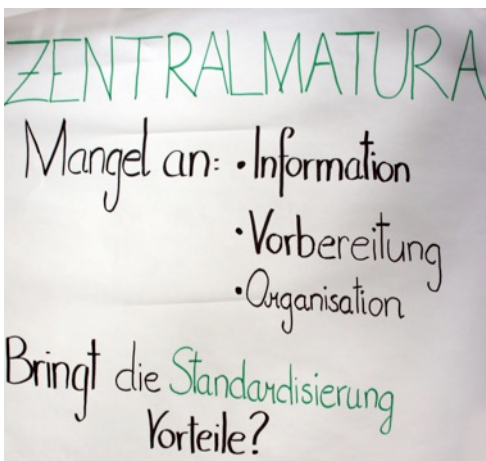 ZENTRALMATURA
Mangel an: • Information
• Vorbereitung
• Organisation
Bringt die Standardisierung
Vorteile?